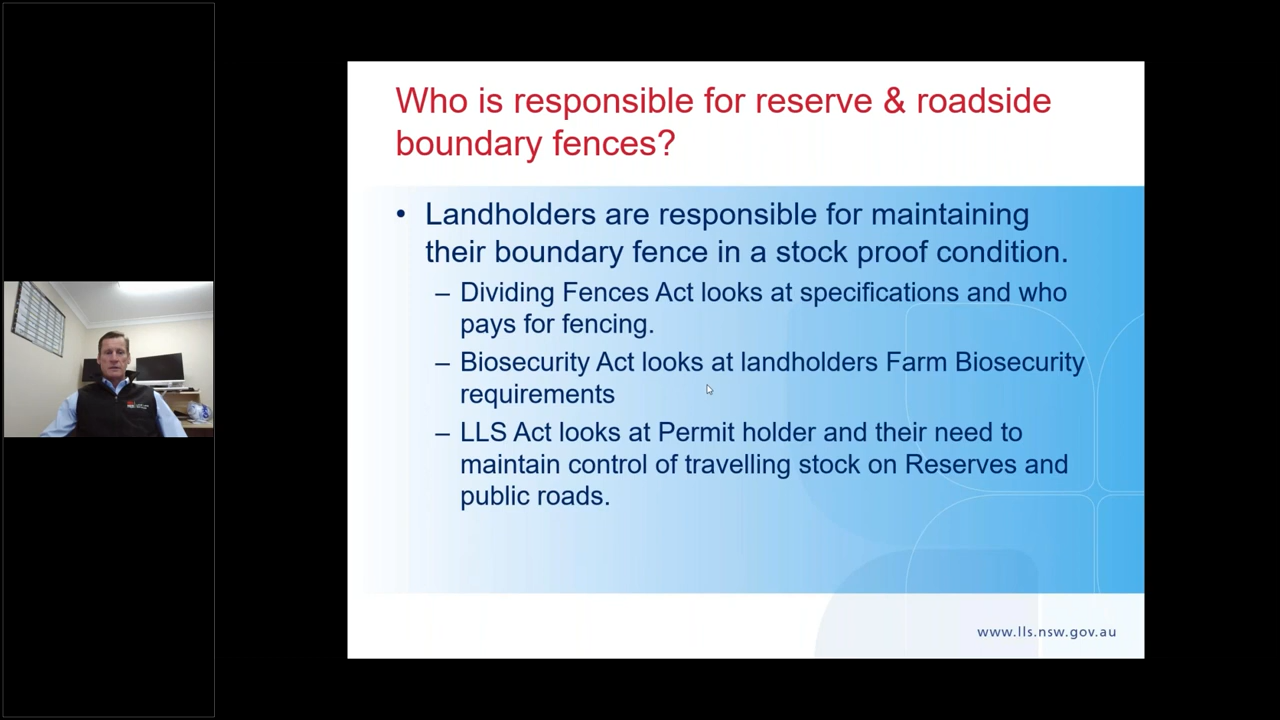 Who is responsible for reserve & roadside
boundary fences?
• Landholders are responsible for maintaining
their boundary fence in a stock proof condition.
– Dividing Fences Act looks at specifications and who
pays for fencing.
– Biosecurity Act looks at landholders Farm Biosecurity
requirements
– LLS Act looks at Permit holder and their need to
maintain control of travelling stock on Reserves and
public roads.
www.lls.nsw.gov.au